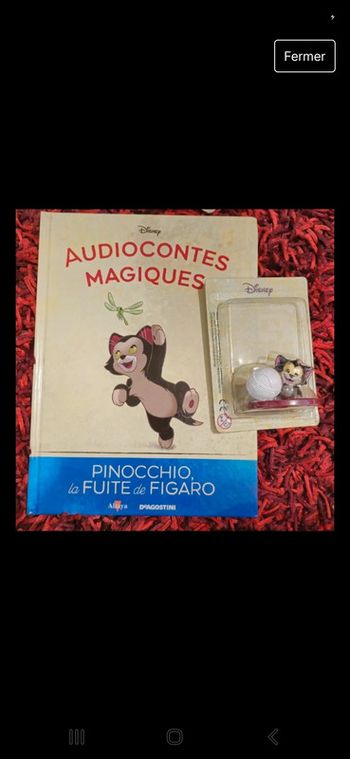 Fermer
Disney
AUDIOCONTES
MAGIQUES
Disney
PINOCCHIO,
la FUITE de FIGARO
Altaya DeAGOSTINI